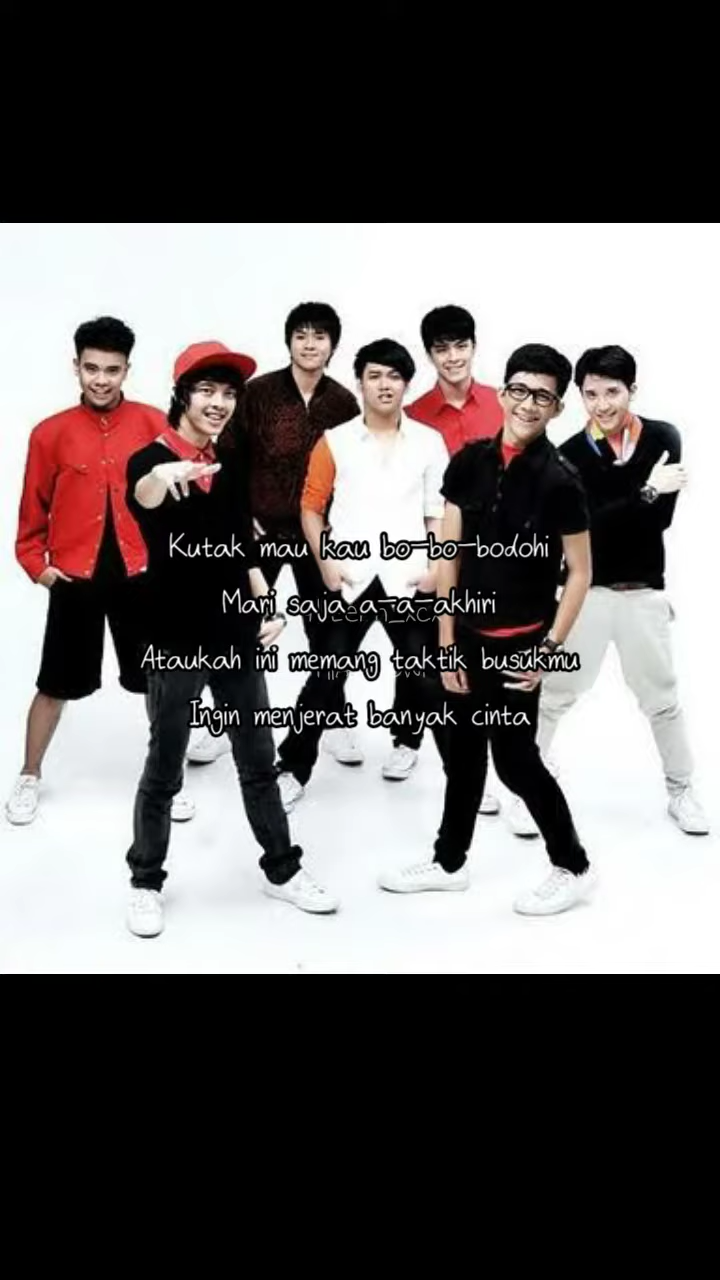 Kutak mau kau bo-bo-bodohi
Mari saja a-a-akhiri
Ataukah ini memang taktik busukmu
Ingin menjerat banyak cinta